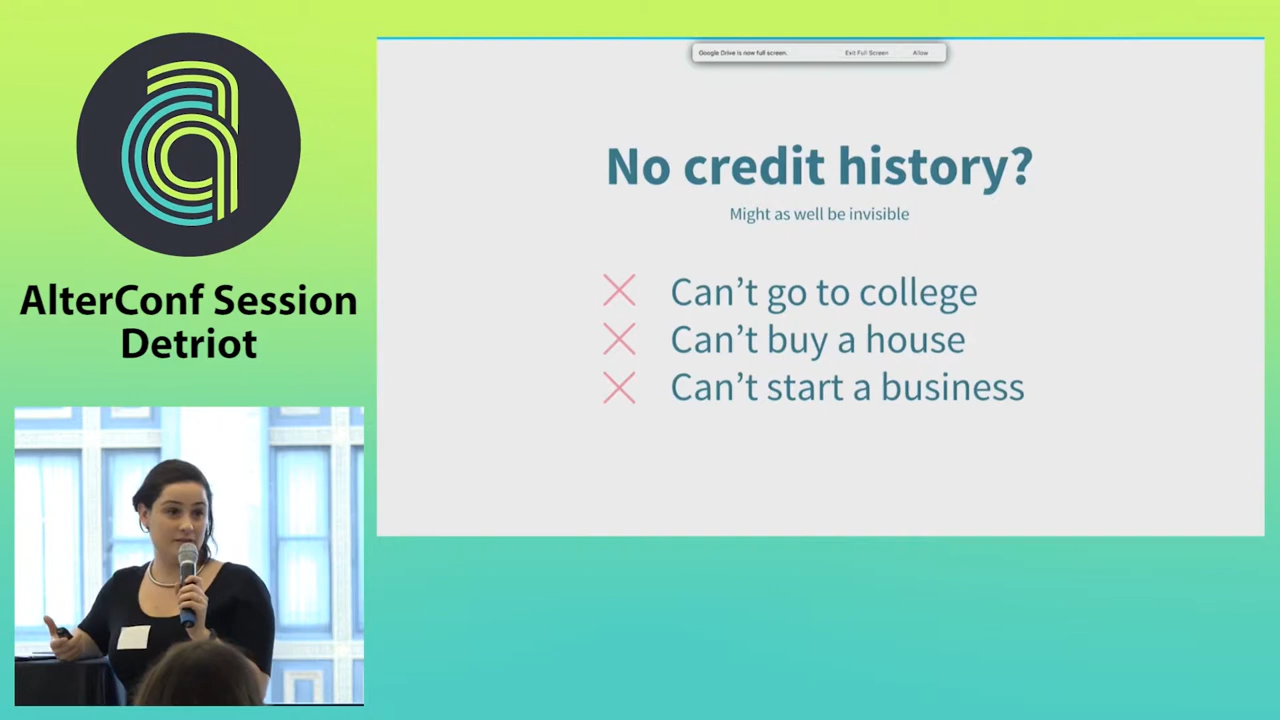 AlterConf Session
Detriot
Google Drive is now full screen. Exit Full Screen Allow
No credit history?
Might as well be invisible
Can’t go to college
Can’t buy a house
Can’t start a business